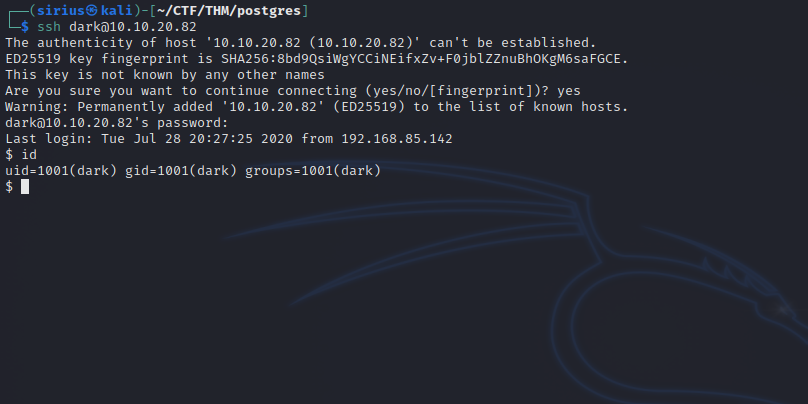 ┌──(sirius㉿kali)-[~/CTF/THM/postgres]
└─$ ssh dark@10.10.20.82
The authenticity of host '10.10.20.82 (10.10.20.82)' can't be established.
ED25519 key fingerprint is SHA256:8bd9QsiWgYCCiNEifxZv+F0jblZZnuBhOKgM6saFGCE.
This key is not known by any other names
Are you sure you want to continue connecting (yes/no/[fingerprint])? yes
Warning: Permanently added '10.10.20.82' (ED25519) to the list of known hosts.
dark@10.10.20.82's password:
Last login: Tue Jul 28 20:27:25 2020 from 192.168.85.142
$ id
uid=1001(dark) gid=1001(dark) groups=1001(dark)
$